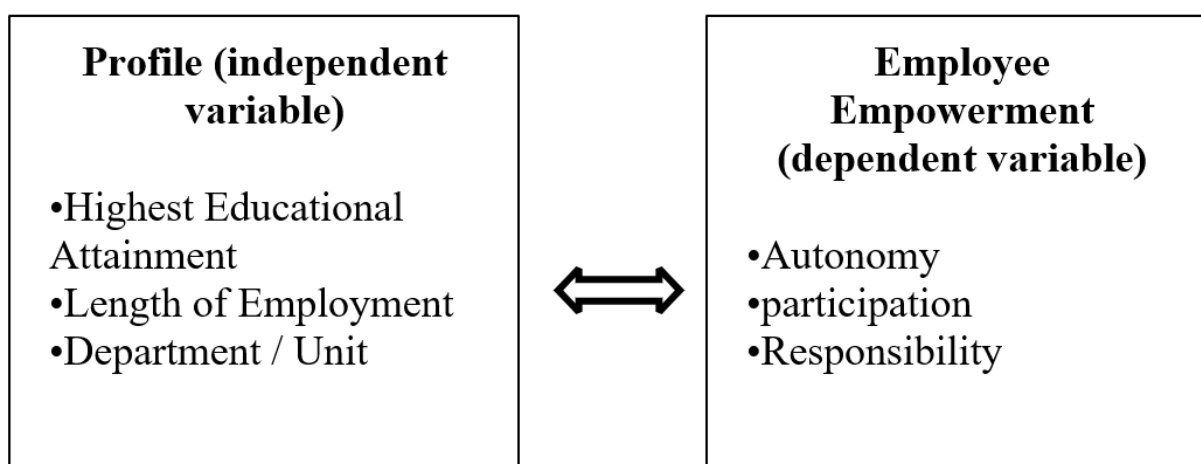 Profile (independent
variable)
•Highest Educational
Attainment
•Length of Employment
•Department / Unit
Employee
Empowerment
(dependent variable)
•Autonomy
•participation
•Responsibility